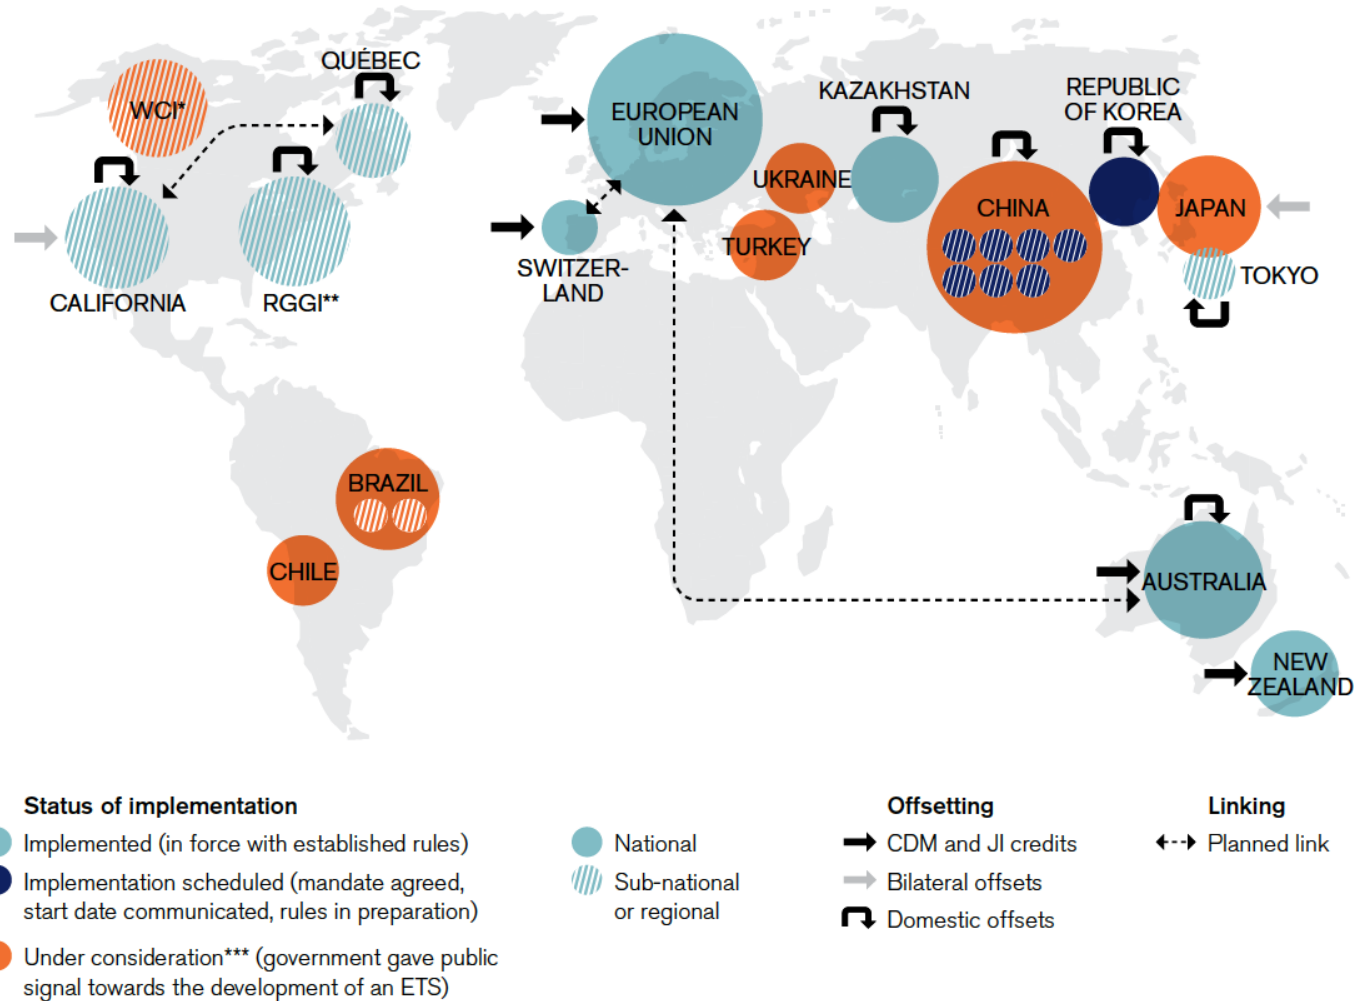 QUÉBEC
WCI*
CALIFORNIA
RGGI**
EUROPEAN
UNION
SWITZER-
LAND
UKRAINE
TURKEY
KAZAKHSTAN
CHINA
REPUBLIC
OF KOREA
JAPAN
TOKYO
BRAZIL
CHILE
AUSTRALIA
NEW
ZEALAND
Status of implementation
Implemented (in force with established rules)
Implementation scheduled (mandate agreed,
start date communicated, rules in preparation)
Under consideration*** (government gave public
signal towards the development of an ETS)
National
Sub-national
or regional
Offsetting
CDM and JI credits
Bilateral offsets
Domestic offsets
Linking
Planned link